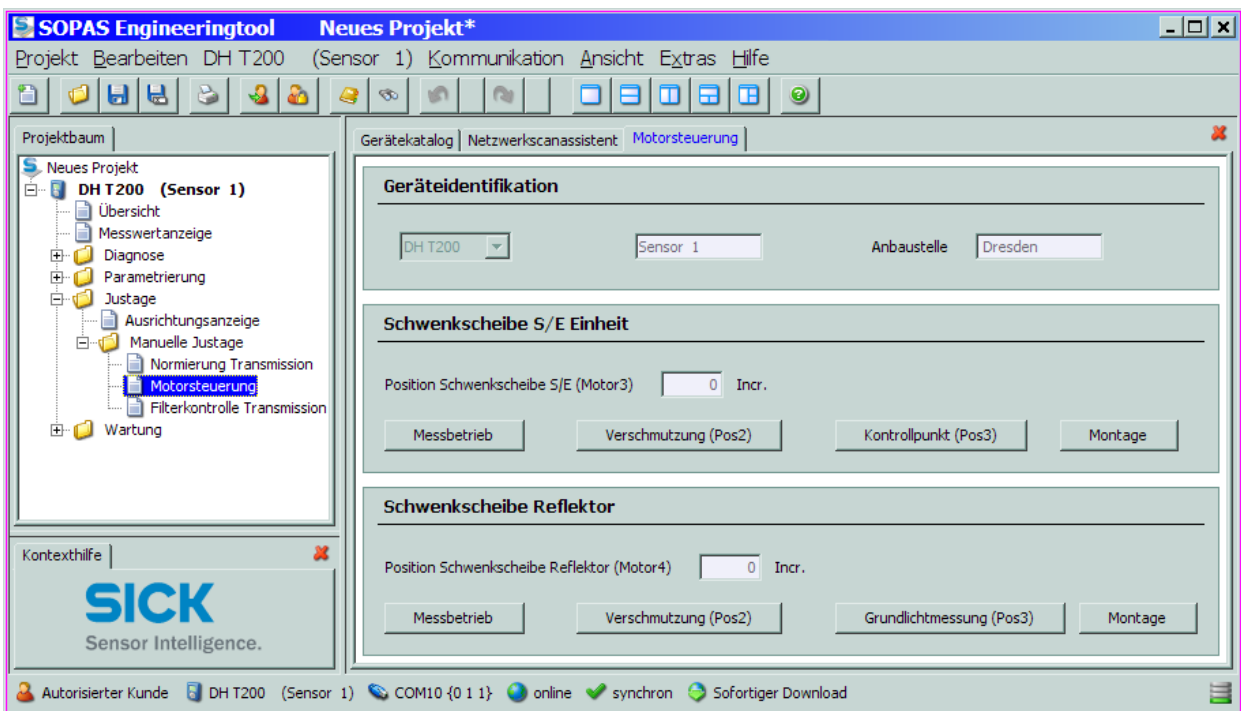 SOPAS Engineeringtool Neues Projekt*
Projekt Bearbeiten DH T200 (Sensor 1) Kommunikation Ansicht Extras Hilfe
Projektbaum
Neues Projekt
DH T200 (Sensor 1)
Übersicht
Messwertanzeige
Diagnose
Parametrierung
Justage
Ausrichtungsanzeige
Manuelle Justage
Normierung Transmission
Motorsteuerung
Filterkontrolle Transmission
Wartung
Kontexthilfe
SICK
Sensor Intelligence.
Gerätekatalog Netzwerkscanassistent Motorsteuerung
Geräteidentifikation
DH T200 Sensor 1 Anbaustelle Dresden
Schwenkscheibe S/E Einheit
Position Schwenkscheibe S/E (Motor3) 0 Incr.
Messbetrieb Verschmutzung (Pos2) Kontrollpunkt (Pos3) Montage
Schwenkscheibe Reflektor
Position Schwenkscheibe Reflektor (Motor4) 0 Incr.
Messbetrieb Verschmutzung (Pos2) Grundlichtmessung (Pos3) Montage
Autorisierter Kunde DH T200 (Sensor 1) COM10 {0 1 1} online synchron Sofortiger Download